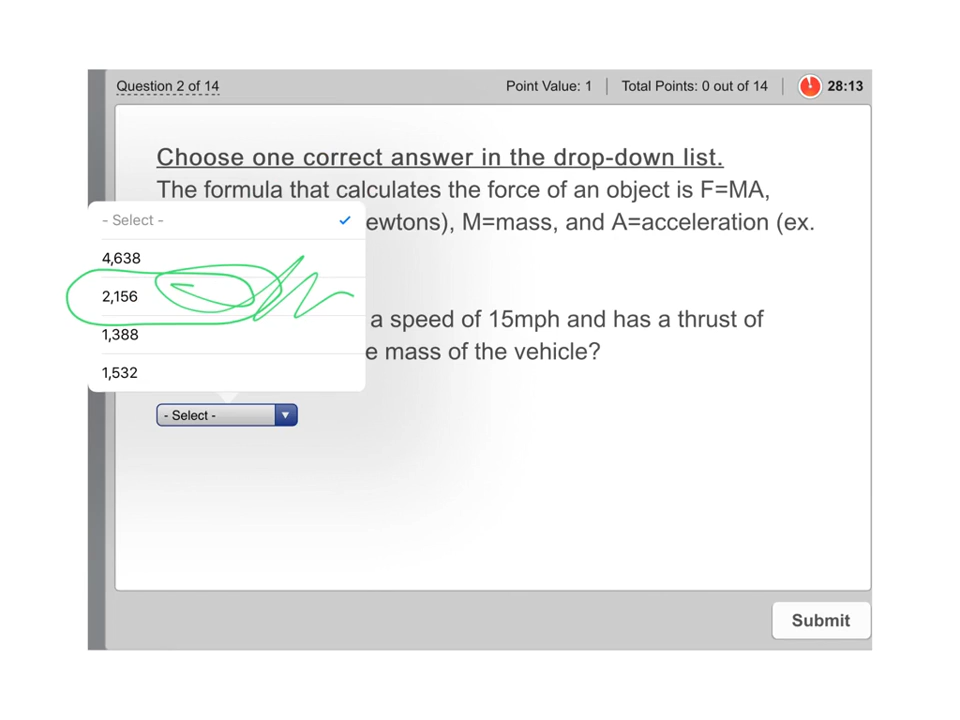 Question 2 of 14
Point Value: 1 | Total Points: 0 out of 14 | 28:13
Choose one correct answer in the drop-down list.
The formula that calculates the force of an object is F=MA,
ewtons), M=mass, and A=acceleration (ex.
- Select -
4,638
2,156
1,388
1,532
a speed of 15mph and has a thrust of
e mass of the vehicle?
- Select -
Submit